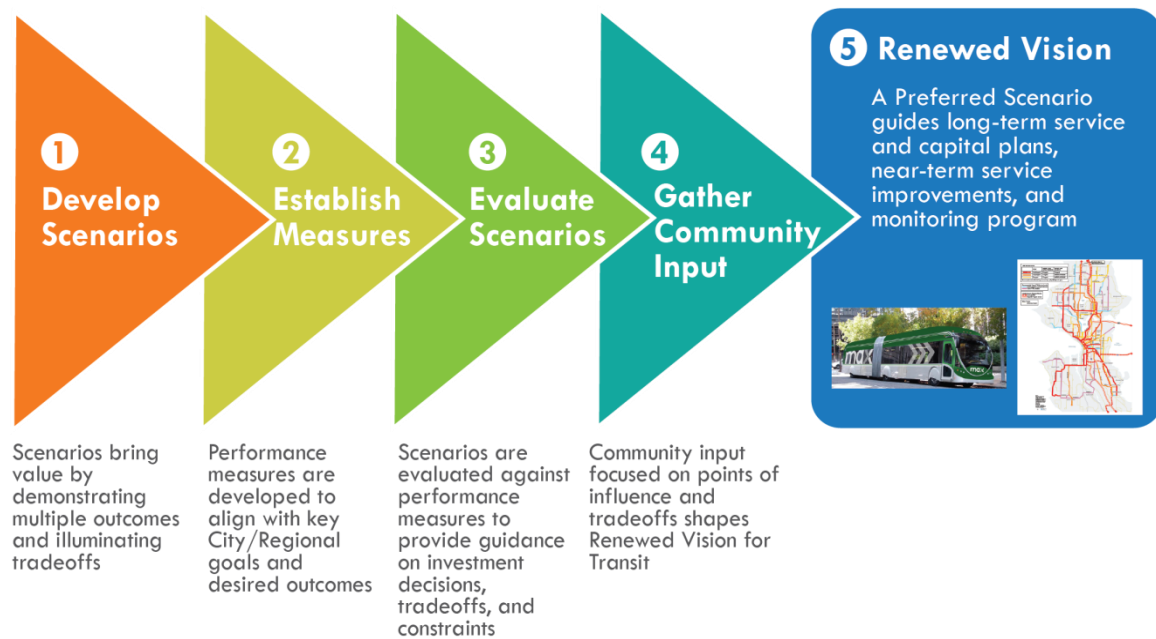 1
Develop
Scenarios
2
Establish
Measures
3
Evaluate
Scenarios
4
Gather
Community
Input
5 Renewed Vision
A Preferred Scenario
guides long-term service
and capital plans,
near-term service
improvements, and
monitoring program
max
max
Scenarios bring
value by
demonstrating
multiple outcomes
and illuminating
tradeoffs
Performance
measures are
developed to
align with key
City/Regional
goals and
desired outcomes
Scenarios are
evaluated against
performance
measures to
provide guidance
on investment
decisions,
tradeoffs, and
constraints
Community input
focused on points of
influence and
tradeoffs shapes
Renewed Vision for
Transit